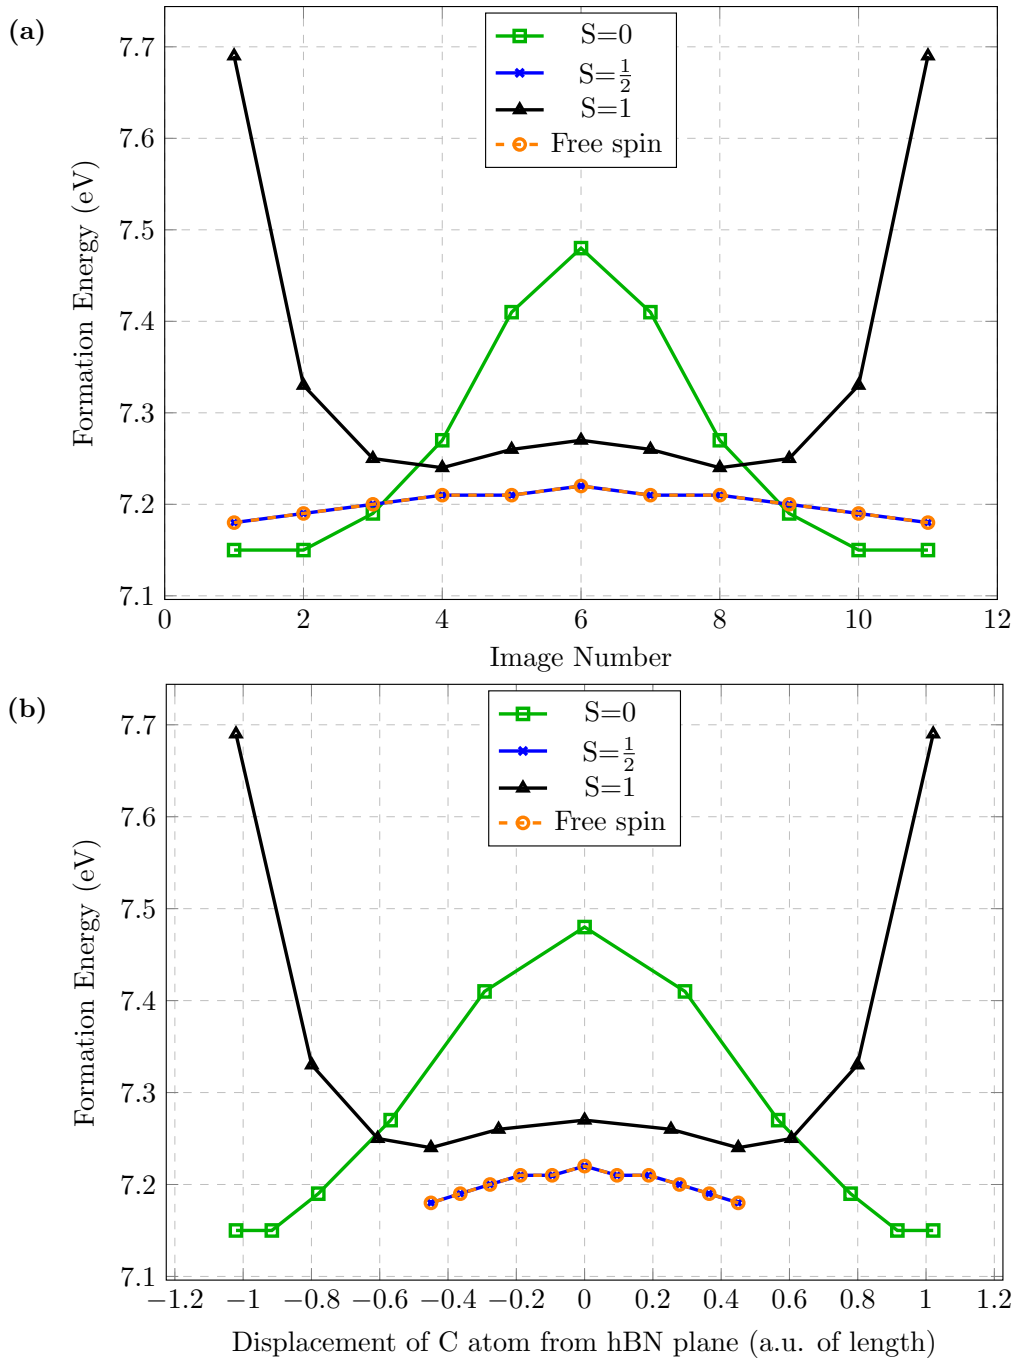 (a)
S=0
S=1/2
S=1
Free spin
Formation Energy (eV)
7.7
7.6
7.5
7.4
7.3
7.2
7.1
0 2 4 6 8 10 12
Image Number
(b)
S=0
S=1/2
S=1
Free spin
Formation Energy (eV)
7.7
7.6
7.5
7.4
7.3
7.2
7.1
−1.2 −1 −0.8 −0.6 −0.4 −0.2 0 0.2 0.4 0.6 0.8 1 1.2
Displacement of C atom from hBN plane (a.u. of length)